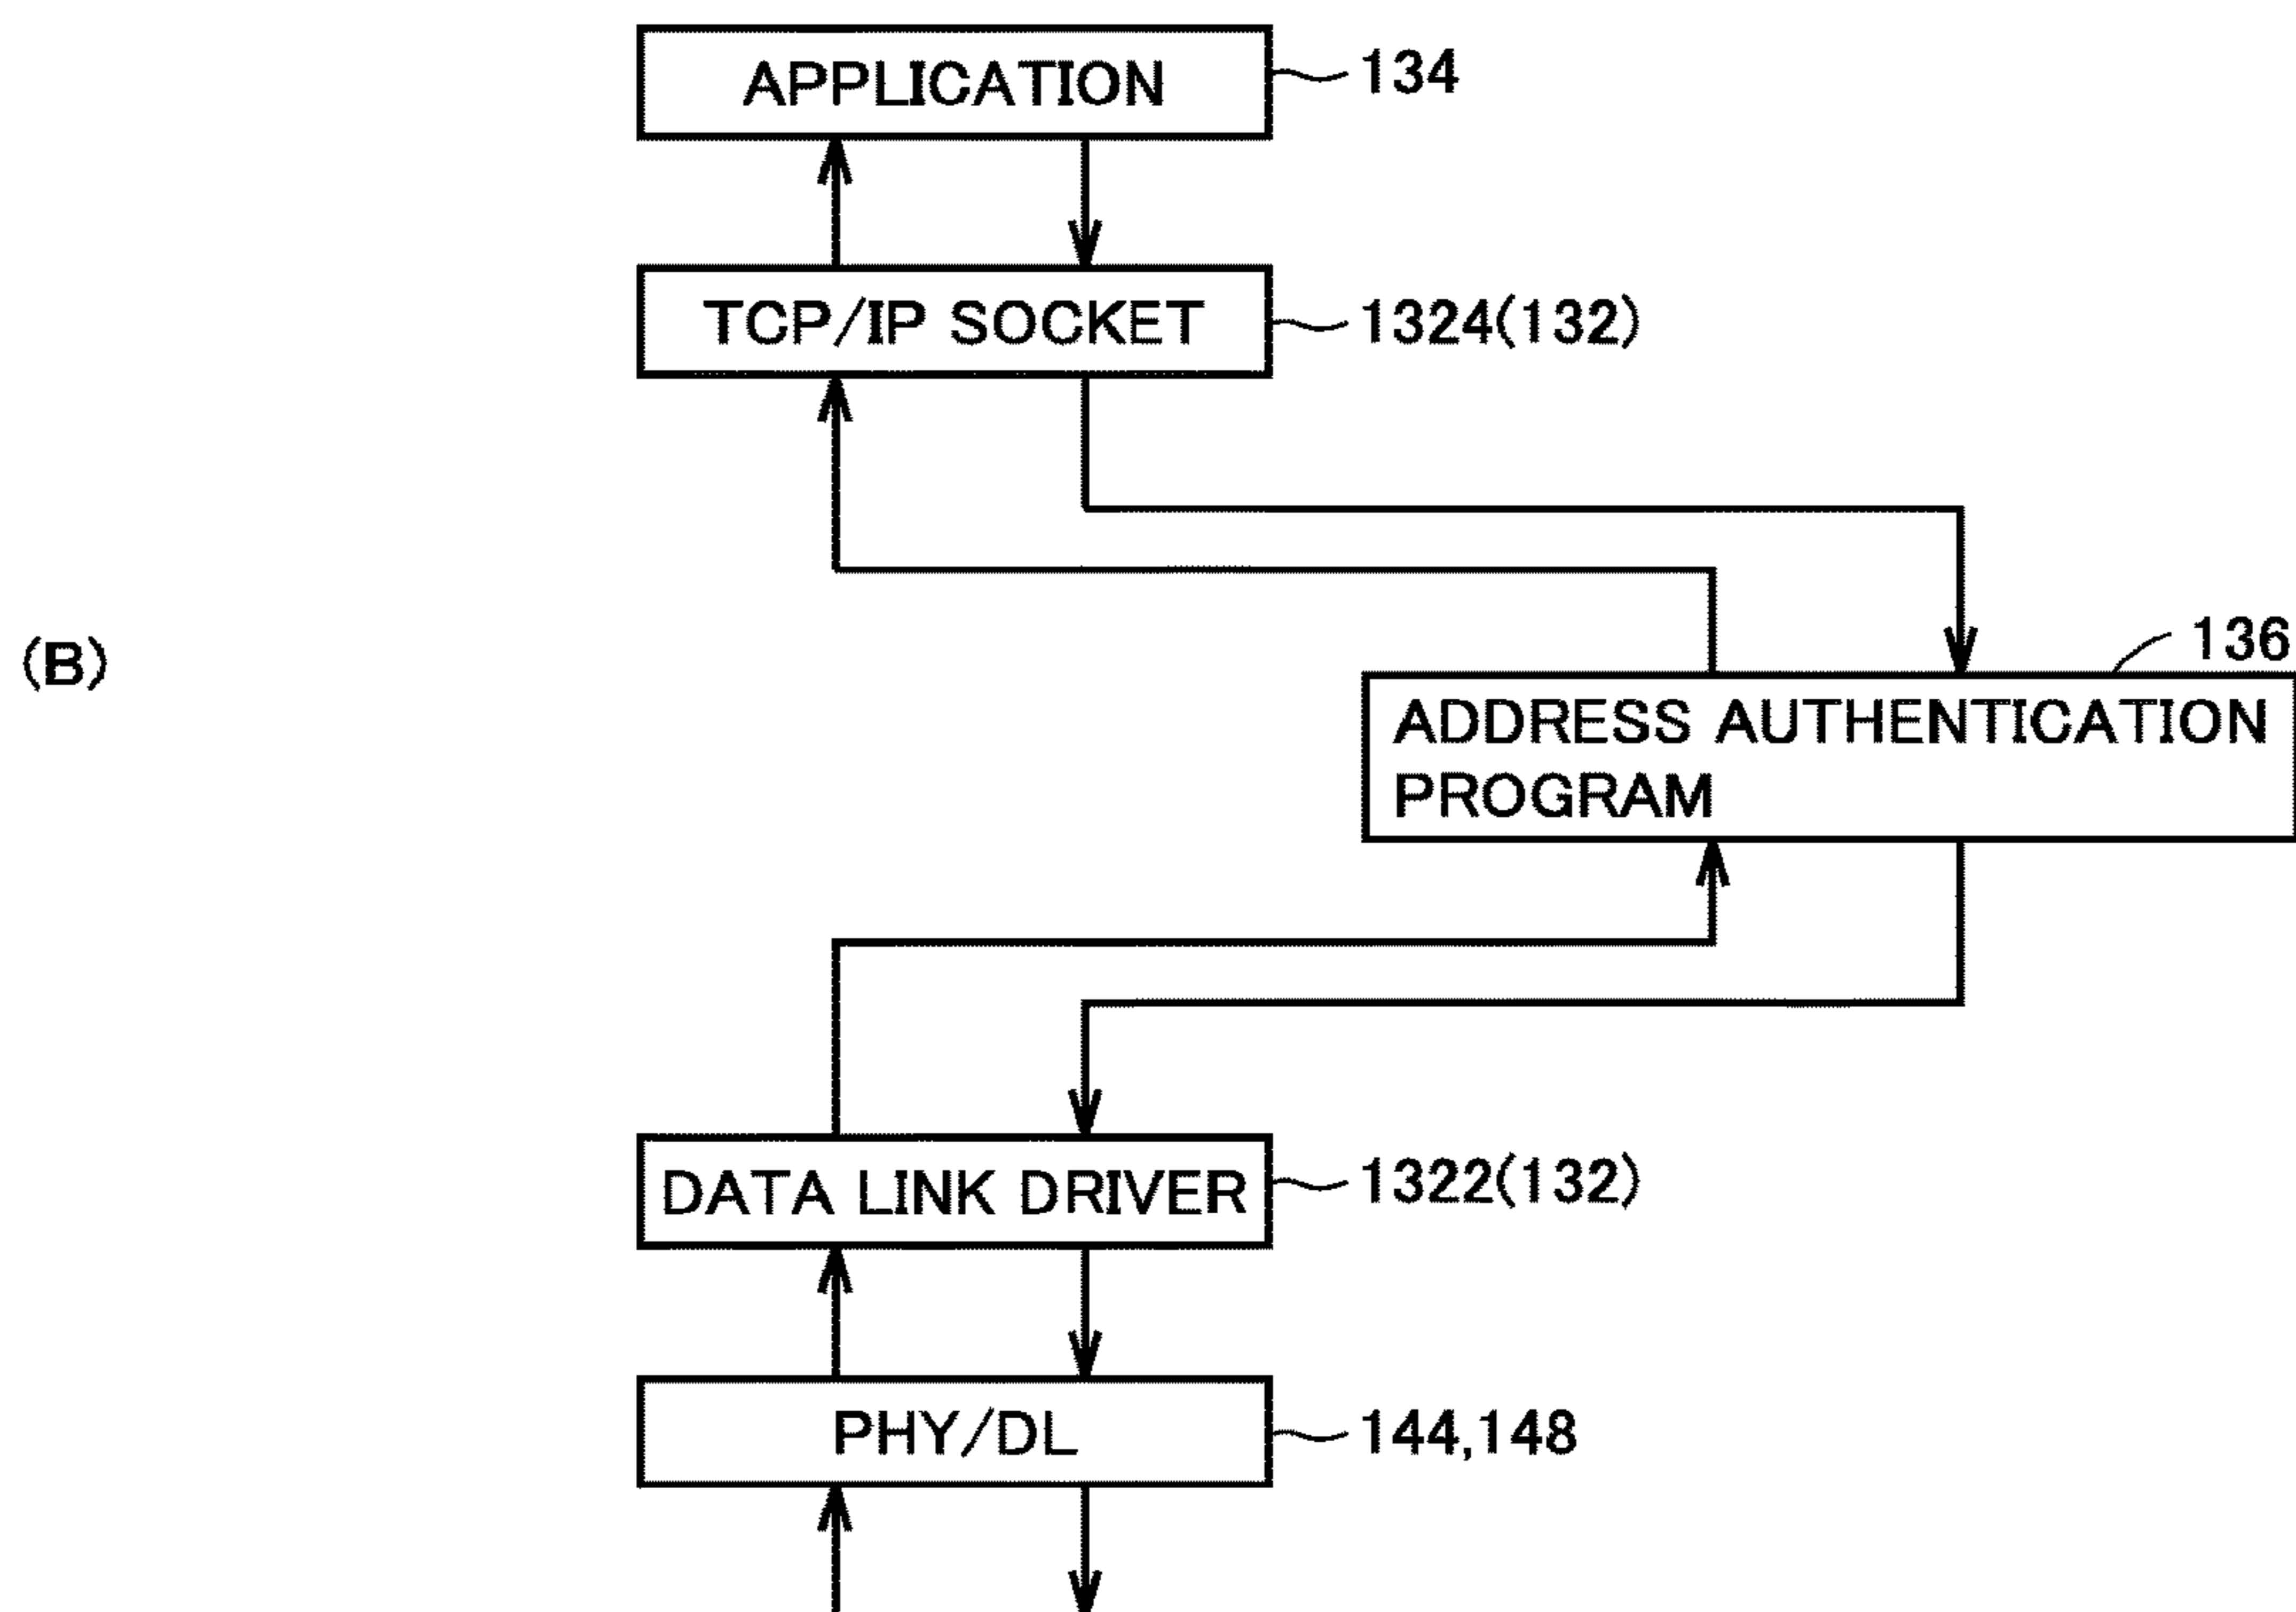 APPLICATION
134
TCP/IP SOCKET
1324(132)
(B)
136
ADDRESS AUTHENTICATION
PROGRAM
DATA LINK DRIVER
1322(132)
PHY/DL
144,148